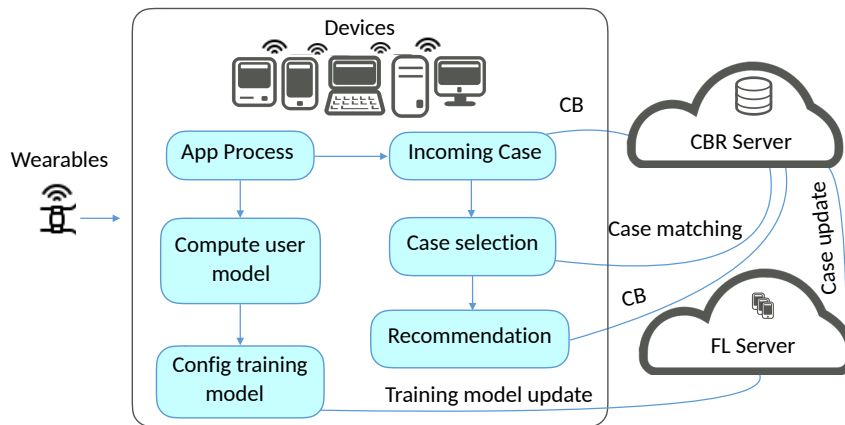 Devices
Wearables
App Process
Incoming Case
CB
CBR Server
Compute user
model
Case selection
Case matching
Case update
Config training
model
Recommendation
CB
FL Server
Training model update